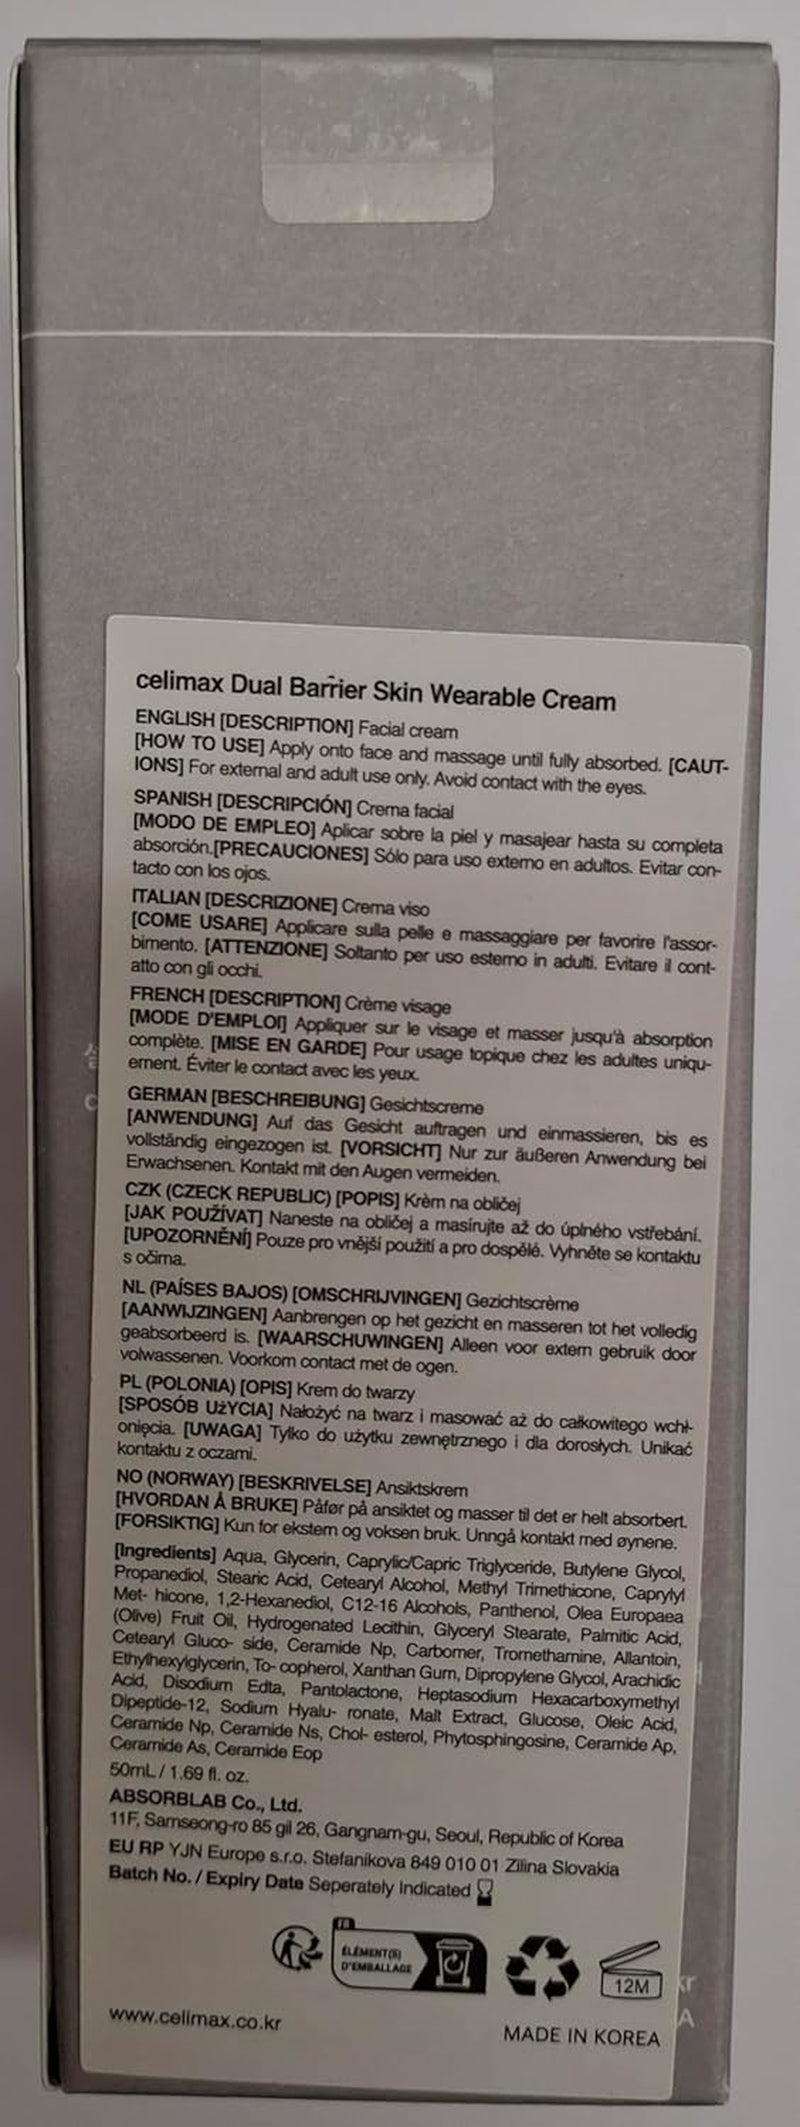 celimax Dual Barrier Skin Wearable Cream
ENGLISH [DESCRIPTION] Facial cream
[HOW TO USE] Apply onto face and massage until fully absorbed. [CAUT-
IONS] For external and adult use only. Avoid contact with the eyes.
SPANISH [DESCRIPCIÓN] Crema facial
[MODO DE EMPLEO] Aplicar sobre la piel y masajear hasta su completa
absorción.[PRECAUCIONES] Sólo para uso externo en adultos. Evitar con-
tacto con los ojos.
ITALIAN [DESCRIZIONE] Crema viso
[COME USARE] Applicare sulla pelle e massaggiare per favorire l'assor-
bimento. [ATTENZIONE] Soltanto per uso esterno in adulti. Evitare il cont-
atto con gli occhi.
FRENCH [DESCRIPTION] Crème visage
[MODE D'EMPLOI] Appliquer sur le visage et masser jusqu'à absorption
complète. [MISE EN GARDE] Pour usage topique chez les adultes uniqu-
ement. Éviter le contact avec les yeux.
GERMAN [BESCHREIBUNG] Gesichtscreme
[ANWENDUNG] Auf das Gesicht auftragen und einmassieren, bis es
vollständig eingezogen ist. [VORSICHT] Nur zur äußeren Anwendung bei
Erwachsenen. Kontakt mit den Augen vermeiden.
CZK (CZECK REPUBLIC) [POPIS] Krèm na obličej
[JAK POUŽÍVAT] Naneste na obličej a masírujte až do úplného vstřebání.
[UPOZORNĚNÍ] Pouze pro vnější použití a pro dospělé. Vyhněte se kontaktu
s očima.
NL (PAÍSES BAJOS) [OMSCHRIJVINGEN] Gezichtscrème
[AANWIJZINGEN] Aanbrengen op het gezicht en masseren tot het volledig
geabsorbeerd is. [WAARSCHUWINGEN] Alleen voor extern gebruik door
volwassenen. Voorkom contact met de ogen.
PL (POLONIA) [OPIS] Krem do twarzy
[SPOSÓB UżYCIA] Nałożyć na twarz i masować aż do całkowitego wchł-
onięcia. [UWAGA] Tylko do użytku zewnętrznego i dla dorosłych. Unikać
kontaktu z oczami.
NO (NORWAY) [BESKRIVELSE] Ansiktskrem
[HVORDAN Å BRUKE] Påfør på ansiktet og masser til det er helt absorbert.
[FORSIKTIG] Kun for ekstern og voksen bruk. Unngå kontakt med øynene.
[Ingredients] Aqua, Glycerin, Caprylic/Capric Triglyceride, Butylene Glycol,
Propanediol, Stearic Acid, Cetearyl Alcohol, Methyl Trimethicone, Caprylyl
Met- hicone, 1,2-Hexanediol, C12-16 Alcohols, Panthenol, Olea Europaea
(Olive) Fruit Oil, Hydrogenated Lecithin, Glyceryl Stearate, Palmitic Acid,
Cetearyl Gluco- side, Ceramide Np, Carbomer, Tromethamine, Allantoin,
Ethylhexylglycerin, To- copherol, Xanthan Gum, Dipropylene Glycol, Arachidic
Acid, Disodium Edta, Pantolactone, Heptasodium Hexacarboxymethyl
Dipeptide-12, Sodium Hyalu- ronate, Malt Extract, Glucose, Oleic Acid,
Ceramide Np, Ceramide Ns, Chol- esterol, Phytosphingosine, Ceramide Ap,
Ceramide As, Ceramide Eop
50mL / 1.69 fl. oz.
ABSORBLAB Co., Ltd.
11F, Samseong-ro 85 gil 26, Gangnam-gu, Seoul, Republic of Korea
EU RP YJN Europe s.r.o. Stefanikova 849 010 01 Zilina Slovakia
Batch No. / Expiry Date Seperately Indicated
FR
ÉLÉMENT(S)
D'EMBALLAGE
12M
kr
A
www.celimax.co.kr
MADE IN KOREA